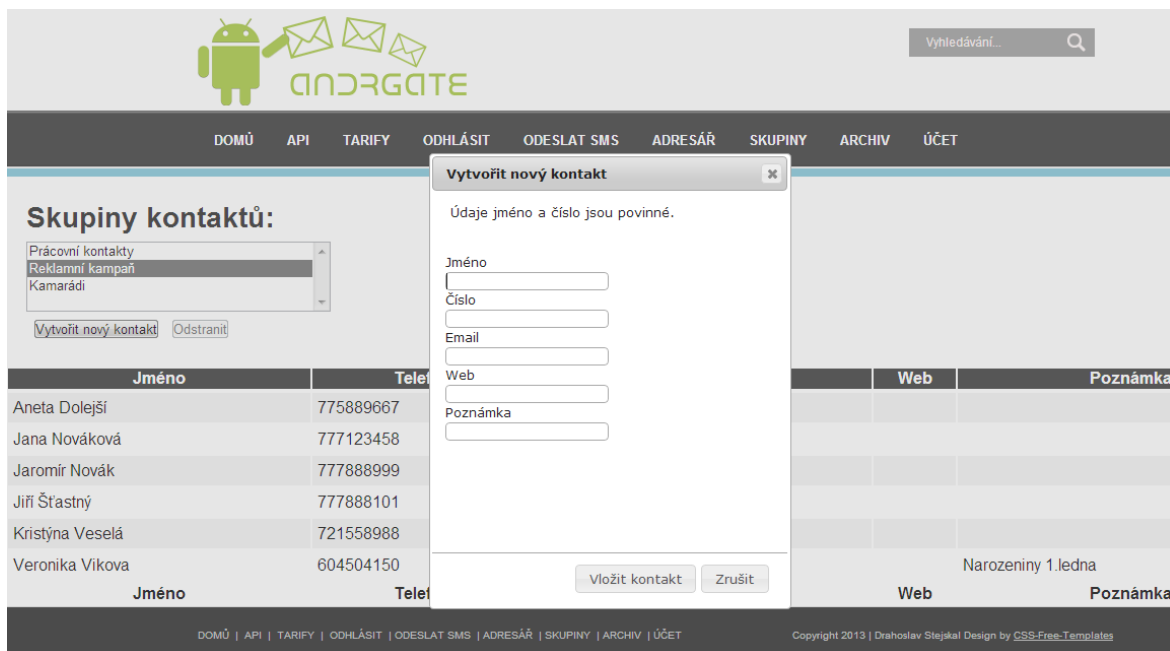 ANDRGATE
Vyhledávání...
DOMŮ API TARIFY ODHLÁSIT ODESLAT SMS ADRESÁŘ SKUPINY ARCHIV ÚČET
Vytvořit nový kontakt
Údaje jméno a číslo jsou povinné.
Skupiny kontaktů:
Prácovní kontakty
Reklamní kampaň
Kamarádi
Vytvořit nový kontakt Odstranit
Jméno
Číslo
Email
Web
Poznámka
Vložit kontakt Zrušit
Jméno Telef Web Poznámka
Aneta Dolejší 775889667
Jana Nováková 777123458
Jaromír Novák 777888999
Jiří Šťastný 777888101
Kristýna Veselá 721558988
Veronika Vikova 604504150 Narozeniny 1.ledna
Jméno Telef Web Poznámka
DOMŮ | API | TARIFY | ODHLÁSIT | ODESLAT SMS | ADRESÁŘ | SKUPINY | ARCHIV | ÚČET
Copyright 2013 | Drahoslav Stejskal Design by CSS-Free-Templates